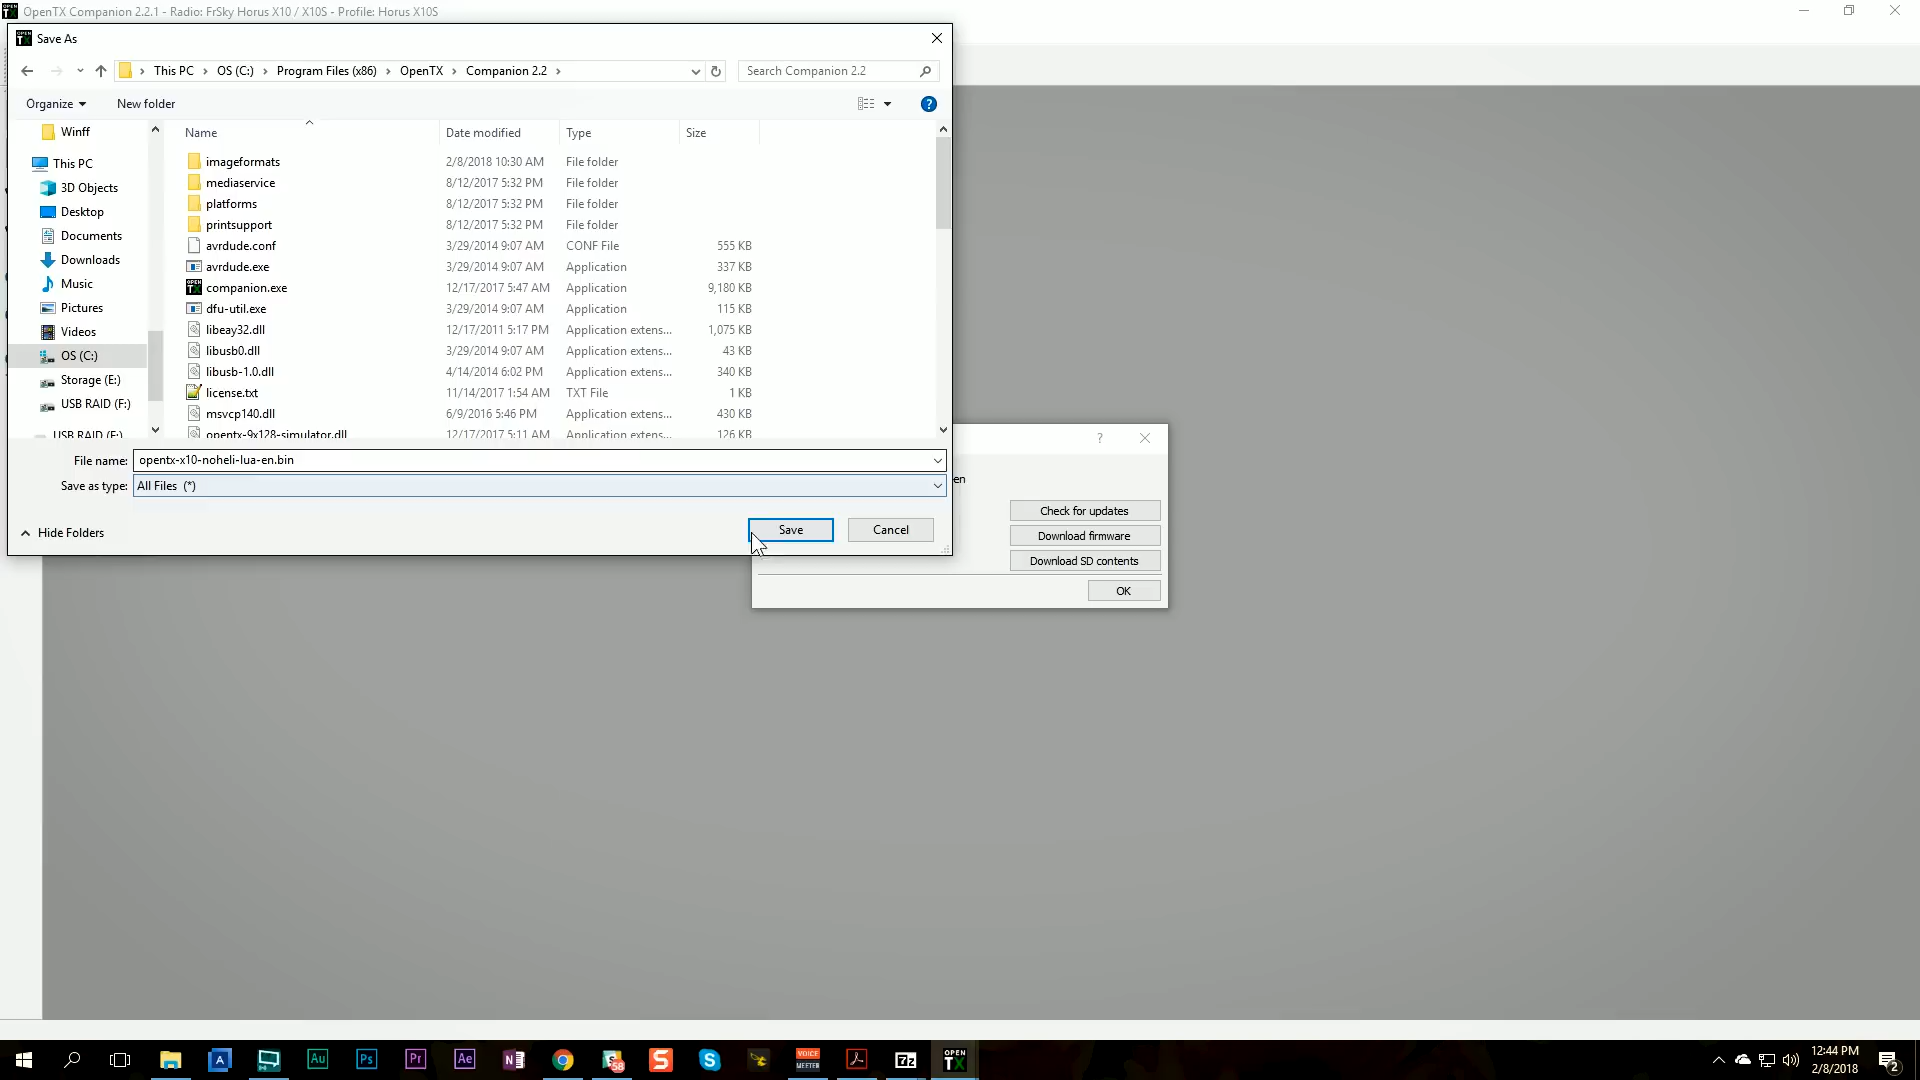 OpenTX Companion 2.2.1 - Radio: FrSky Horus X10 / X10S - Profile: Horus X10S
Save As
This PC > OS (C:) > Program Files (x86) > OpenTX > Companion 2.2 >
Search Companion 2.2
Organize
New folder
?
Name Date modified Type Size
Winff
This PC
3D Objects
Desktop
Documents
Downloads
Music
Pictures
Videos
OS (C:)
Storage (E:)
USB RAID (F:)
USB RAID (F:)
imageformats 2/8/2018 10:30 AM File folder
mediaservice 8/12/2017 5:32 PM File folder
platforms 8/12/2017 5:32 PM File folder
printsupport 8/12/2017 5:32 PM File folder
avrdude.conf 3/29/2014 9:07 AM CONF File 555 KB
avrdude.exe 3/29/2014 9:07 AM Application 337 KB
companion.exe 12/17/2017 5:47 AM Application 9,180 KB
dfu-util.exe 3/29/2014 9:07 AM Application 115 KB
libeay32.dll 12/17/2011 5:17 PM Application extens... 1,075 KB
libusb0.dll 3/29/2014 9:07 AM Application extens... 43 KB
libusb-1.0.dll 4/14/2014 6:02 PM Application extens... 340 KB
license.txt 11/14/2017 1:54 AM TXT File 1 KB
msvcp140.dll 6/9/2016 5:46 PM Application extens... 430 KB
opentx-9x128-simulator.dll 12/17/2017 5:11 AM Application extens... 126 KB
File name: opentx-x10-noheli-lua-en.bin
Save as type: All Files (*)
Hide Folders
Save
Cancel
?
en
Check for updates
Download firmware
Download SD contents
OK
A
Au
Ps
Pr
Ae
N
58
S
S
VOICE
MEETER
7z
OPEN
TX
12:44 PM
2/8/2018
2